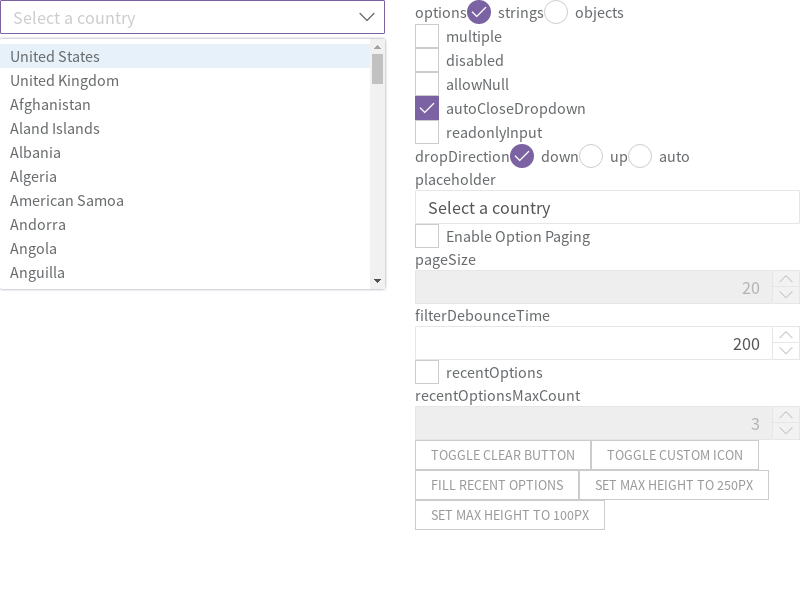 Select a country
United States
United Kingdom
Afghanistan
Aland Islands
Albania
Algeria
American Samoa
Andorra
Angola
Anguilla
options strings objects
multiple
disabled
allowNull
autoCloseDropdown
readonlyInput
dropDirection down up auto
placeholder
Select a country
Enable Option Paging
pageSize
20
filterDebounceTime
200
recentOptions
recentOptionsMaxCount
3
TOGGLE CLEAR BUTTON TOGGLE CUSTOM ICON
FILL RECENT OPTIONS SET MAX HEIGHT TO 250PX
SET MAX HEIGHT TO 100PX